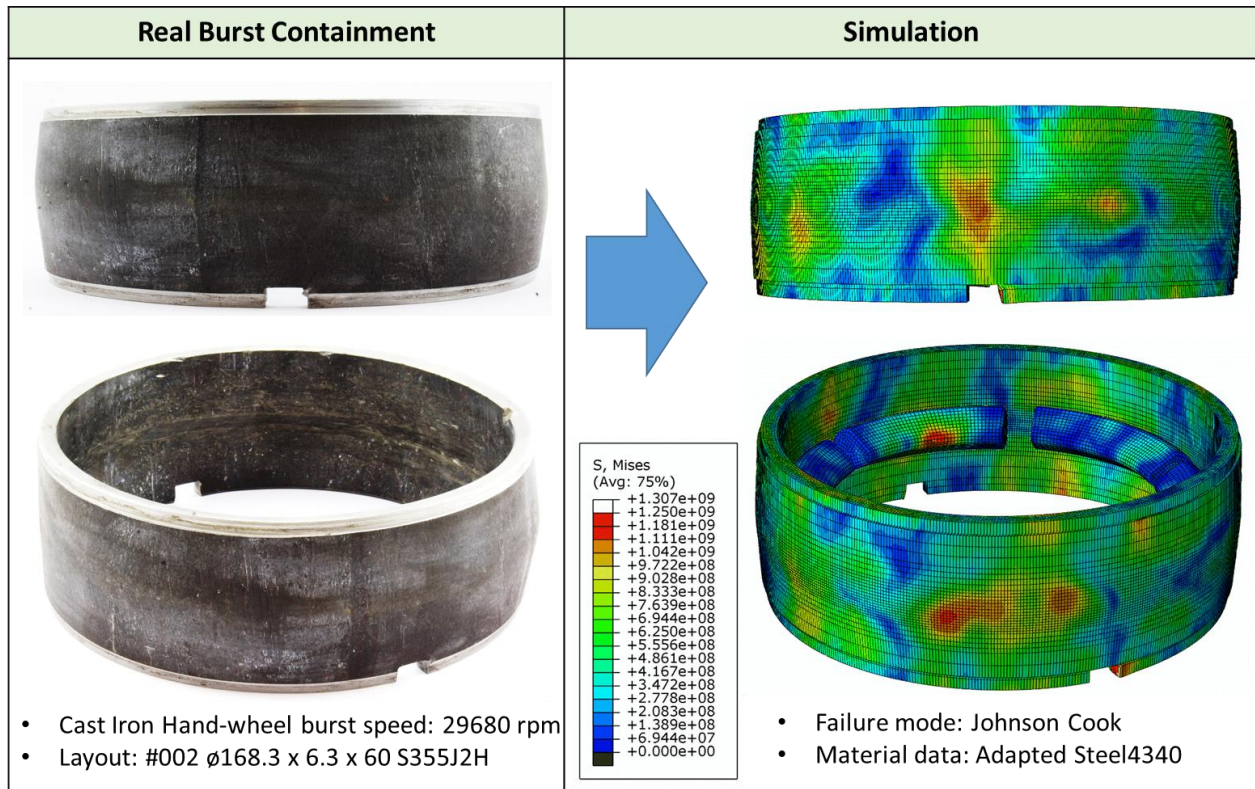 Real Burst Containment
Simulation
S, Mises
(Avg: 75%)
+1.307e+09
+1.250e+09
+1.181e+09
+1.111e+09
+1.042e+09
+9.722e+08
+9.028e+08
+8.333e+08
+7.639e+08
+6.944e+08
+6.250e+08
+5.556e+08
+4.861e+08
+4.167e+08
+3.472e+08
+2.778e+08
+2.083e+08
+1.389e+08
+6.944e+07
+0.000e+00
• Cast Iron Hand-wheel burst speed: 29680 rpm
• Layout: #002 ø168.3 x 6.3 x 60 S355J2H
• Failure mode: Johnson Cook
• Material data: Adapted Steel4340